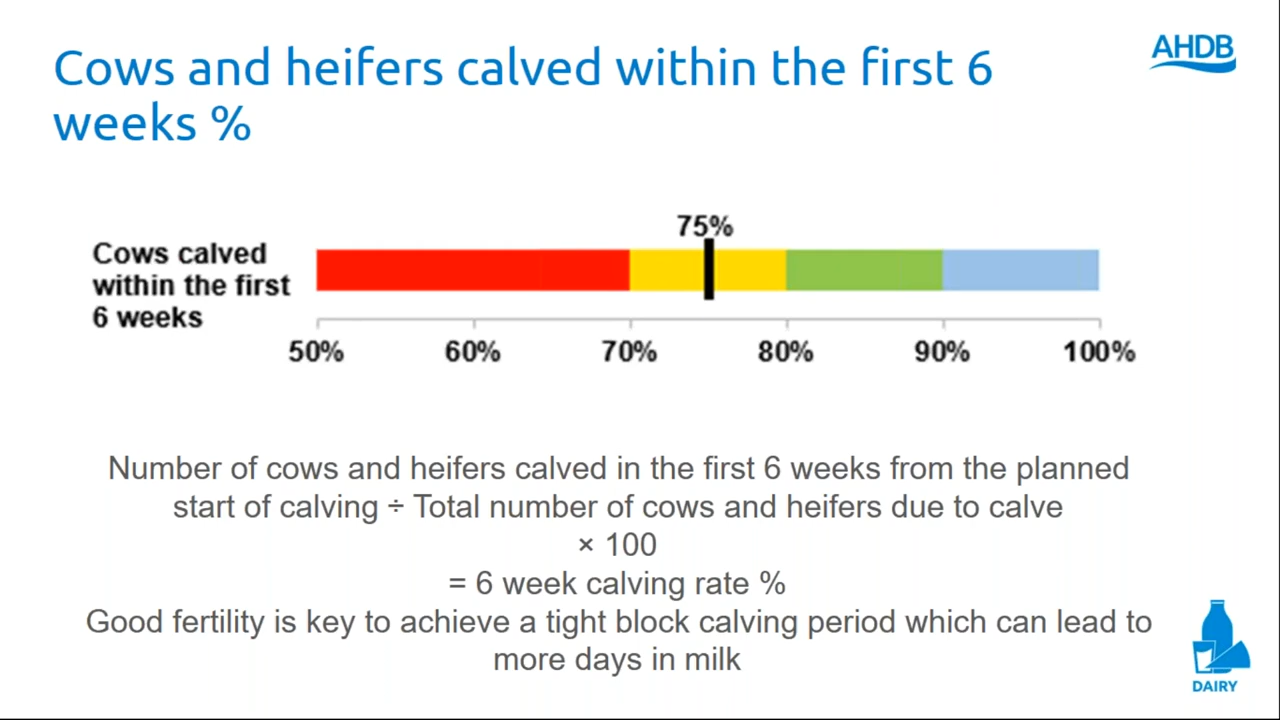 Cows and heifers calved within the first 6
weeks %
AHDB
75%
Cows calved
within the first
6 weeks
50% 60% 70% 80% 90% 100%
Number of cows and heifers calved in the first 6 weeks from the planned
start of calving ÷ Total number of cows and heifers due to calve
× 100
= 6 week calving rate %
Good fertility is key to achieve a tight block calving period which can lead to
more days in milk
DAIRY